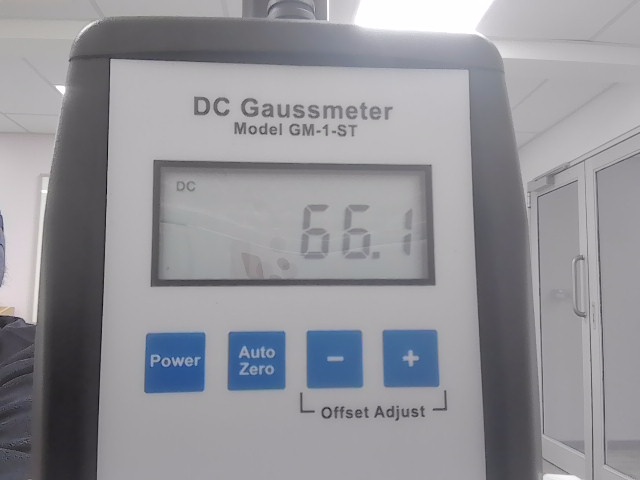 DC Gaussmeter
Model GM-1-ST
DC
66.1
Power
Auto
Zero
-
+
Offset Adjust